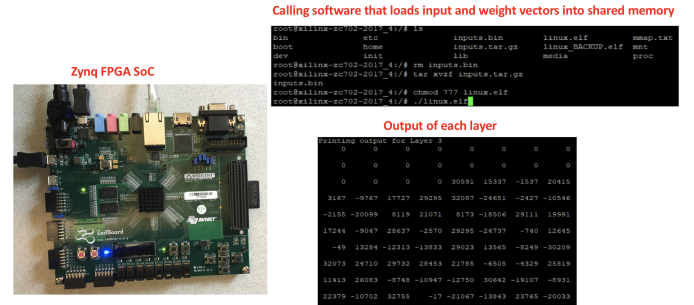 Calling software that loads input and weight vectors into shared memory
root@xilinx-zc702-2017_4:/# ls
bin etc inputs.bin linux.elf mmap.txt
boot home inputs.tar.gz linux_BACKUP.elf mnt
dev init lib media proc
root@xilinx-zc702-2017_4:/# rm inputs.bin
root@xilinx-zc702-2017_4:/# tar xvzf inputs.tar.gz
inputs.bin
root@xilinx-zc702-2017_4:/# chmod 777 linux.elf
root@xilinx-zc702-2017_4:/# ./linux.elf
Zynq FPGA SoC
ZedBoard
AVNET
Output of each layer
Printing output for Layer 3
0 0 0 0 0 0 0 0
0 0 0 0 0 0 0 0
0 0 0 0 30591 15337 -1537 20415
3167 -9767 17727 29295 32087 -24651 -2427 -10546
-2155 -20099 8119 21071 8173 -18506 29111 19991
17244 -9047 28637 -2570 29295 -24737 -740 12645
-49 13284 -12313 -13833 29023 13565 -8249 -30209
32073 24710 29732 28453 21785 -6505 -4329 25819
11413 26083 -8748 -10947 -12750 30642 -19107 -8931
22379 -10702 32755 -17 -21067 -13843 23765 -20033